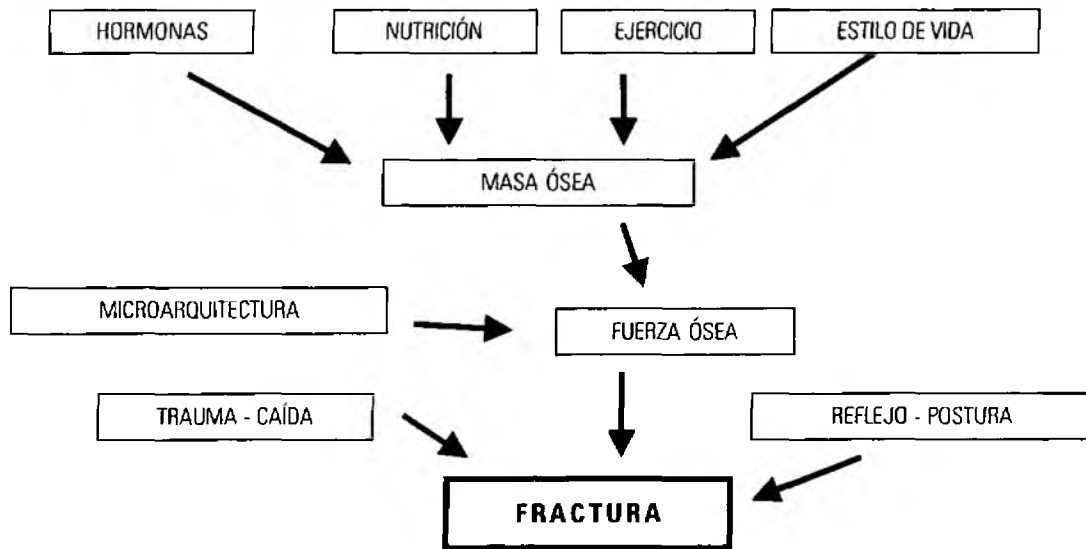 HORMONAS
NUTRICIÓN
EJERCICIO
ESTILO DE VIDA
MASA ÓSEA
MICROARQUITECTURA
FUERZA ÓSEA
TRAUMA - CAÍDA
REFLEJO - POSTURA
FRACTURA